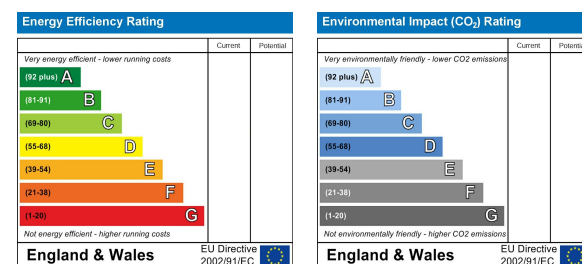 Energy Efficiency Rating
Current Potential
Very energy efficient - lower running costs
(92 plus) A
(81-91) B
(69-80) C
(55-68) D
(39-54) E
(21-38) F
(1-20) G
Not energy efficient - higher running costs
England & Wales
EU Directive
2002/91/EC
Environmental Impact (CO₂) Rating
Current
Very environmentally friendly - lower CO2 emissions
(92 plus) A
(81-91) B
(69-80) C
(55-68) D
(39-54) E
(21-38) F
(1-20) G
Not environmentally friendly - higher CO2 emissions
England & Wales
EU Directive
2002/91/EC